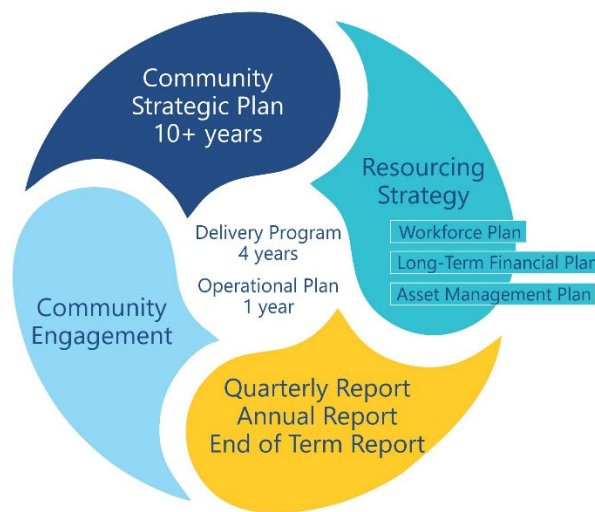 Community
Strategic Plan
10+ years
Resourcing
Strategy
Workforce Plan
Long-Term Financial Plan
Asset Management Plan
Delivery Program
4 years
Operational Plan
1 year
Community
Engagement
Quarterly Report
Annual Report
End of Term Report